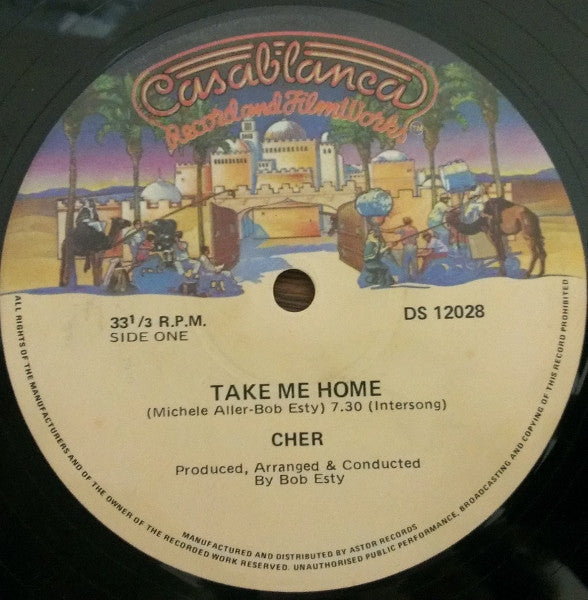 Casablanca
Record and FilmWorks
33 1/3 R.P.M.
SIDE ONE
DS 12028
TAKE ME HOME
(Michele Aller-Bob Esty) 7.30 (Intersong)
CHER
Produced, Arranged & Conducted
By Bob Esty
MANUFACTURED AND DISTRIBUTED BY ASTOR RECORDS
ALL RIGHTS OF THE MANUFACTURERS AND OF THE OWNER OF THE RECORDED WORK RESERVED. UNAUTHORISED PUBLIC PERFORMANCE, BROADCASTING AND COPYING OF THIS RECORD PROHIBITED